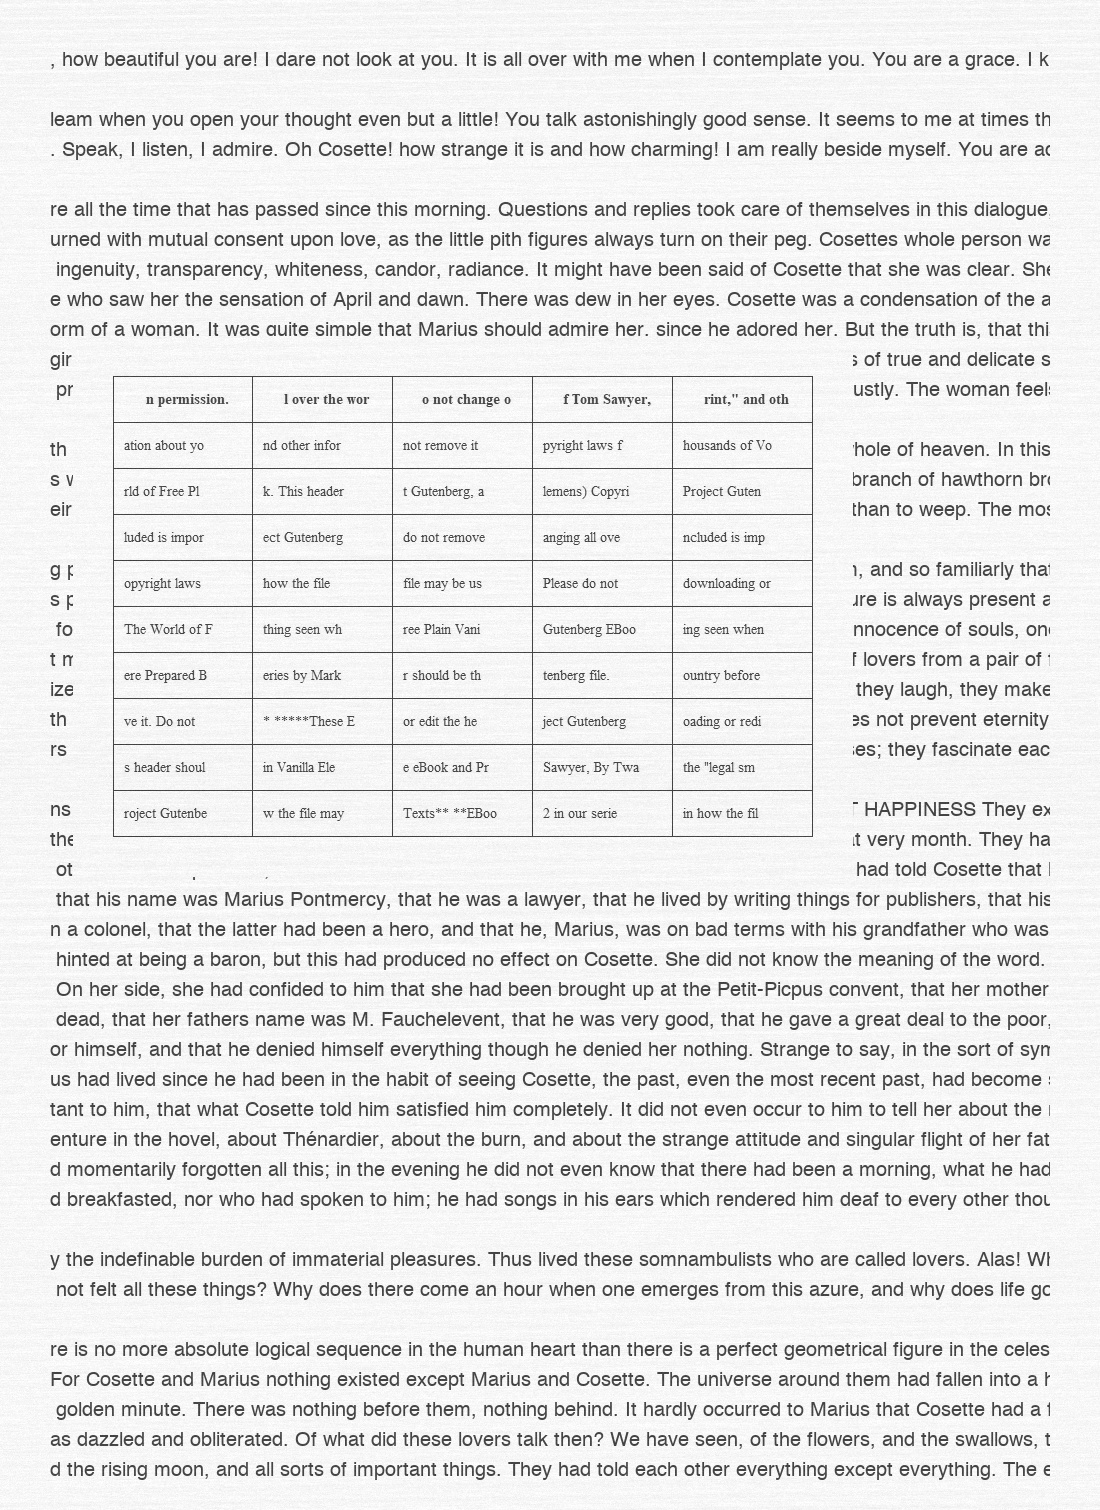 , how beautiful you are! I dare not look at you. It is all over with me when I contemplate you. You are a grace. I k
leam when you open your thought even but a little! You talk astonishingly good sense. It seems to me at times th
. Speak, I listen, I admire. Oh Cosette! how strange it is and how charming! I am really beside myself. You are ad
re all the time that has passed since this morning. Questions and replies took care of themselves in this dialogue
urned with mutual consent upon love, as the little pith figures always turn on their peg. Cosettes whole person wa
ingenuity, transparency, whiteness, candor, radiance. It might have been said of Cosette that she was clear. She
e who saw her the sensation of April and dawn. There was dew in her eyes. Cosette was a condensation of the a
orm of a woman. It was quite simple that Marius should admire her, since he adored her. But the truth is, that thi
gir s of true and delicate s
pr ustly. The woman feels
n permission. l over the wor o not change o f Tom Sawyer, rint," and oth
ation about yo nd other infor not remove it pyright laws f housands of Vo
th hole of heaven. In this
s branch of hawthorn bro
rld of Free Pl k. This header t Gutenberg, a lemens) Copyri Project Guten
eir than to weep. The mos
luded is impor ect Gutenberg do not remove anging all ove ncluded is imp
g n, and so familiarly that
opyright laws how the file file may be us Please do not downloading or
s ure is always present a
fo nnocence of souls, one
The World of F thing seen wh ree Plain Vani Gutenberg EBoo ing seen when
t m f lovers from a pair of
ere Prepared B eries by Mark r should be th tenberg file. ountry before
ize they laugh, they make
th es not prevent eternity
ve it. Do not * *****These E or edit the he ject Gutenberg oading or redi
rs es; they fascinate eac
s header shoul in Vanilla Ele e eBook and Pr Sawyer, By Twa the "legal sm
ns T HAPPINESS They ex
roject Gutenbe w the file may Texts** **EBoo 2 in our serie in how the fil
the t very month. They ha
ot had told Cosette that
that his name was Marius Pontmercy, that he was a lawyer, that he lived by writing things for publishers, that his
n a colonel, that the latter had been a hero, and that he, Marius, was on bad terms with his grandfather who was
hinted at being a baron, but this had produced no effect on Cosette. She did not know the meaning of the word.
On her side, she had confided to him that she had been brought up at the Petit-Picpus convent, that her mother
dead, that her fathers name was M. Fauchelevent, that he was very good, that he gave a great deal to the poor,
or himself, and that he denied himself everything though he denied her nothing. Strange to say, in the sort of sym
us had lived since he had been in the habit of seeing Cosette, the past, even the most recent past, had become
tant to him, that what Cosette told him satisfied him completely. It did not even occur to him to tell her about the
enture in the hovel, about Thénardier, about the burn, and about the strange attitude and singular flight of her fat
d momentarily forgotten all this; in the evening he did not even know that there had been a morning, what he had
d breakfasted, nor who had spoken to him; he had songs in his ears which rendered him deaf to every other thou
y the indefinable burden of immaterial pleasures. Thus lived these somnambulists who are called lovers. Alas! Wh
not felt all these things? Why does there come an hour when one emerges from this azure, and why does life go
re is no more absolute logical sequence in the human heart than there is a perfect geometrical figure in the celes
For Cosette and Marius nothing existed except Marius and Cosette. The universe around them had fallen into a h
golden minute. There was nothing before them, nothing behind. It hardly occurred to Marius that Cosette had a f
as dazzled and obliterated. Of what did these lovers talk then? We have seen, of the flowers, and the swallows, t
d the rising moon, and all sorts of important things. They had told each other everything except everything. The e